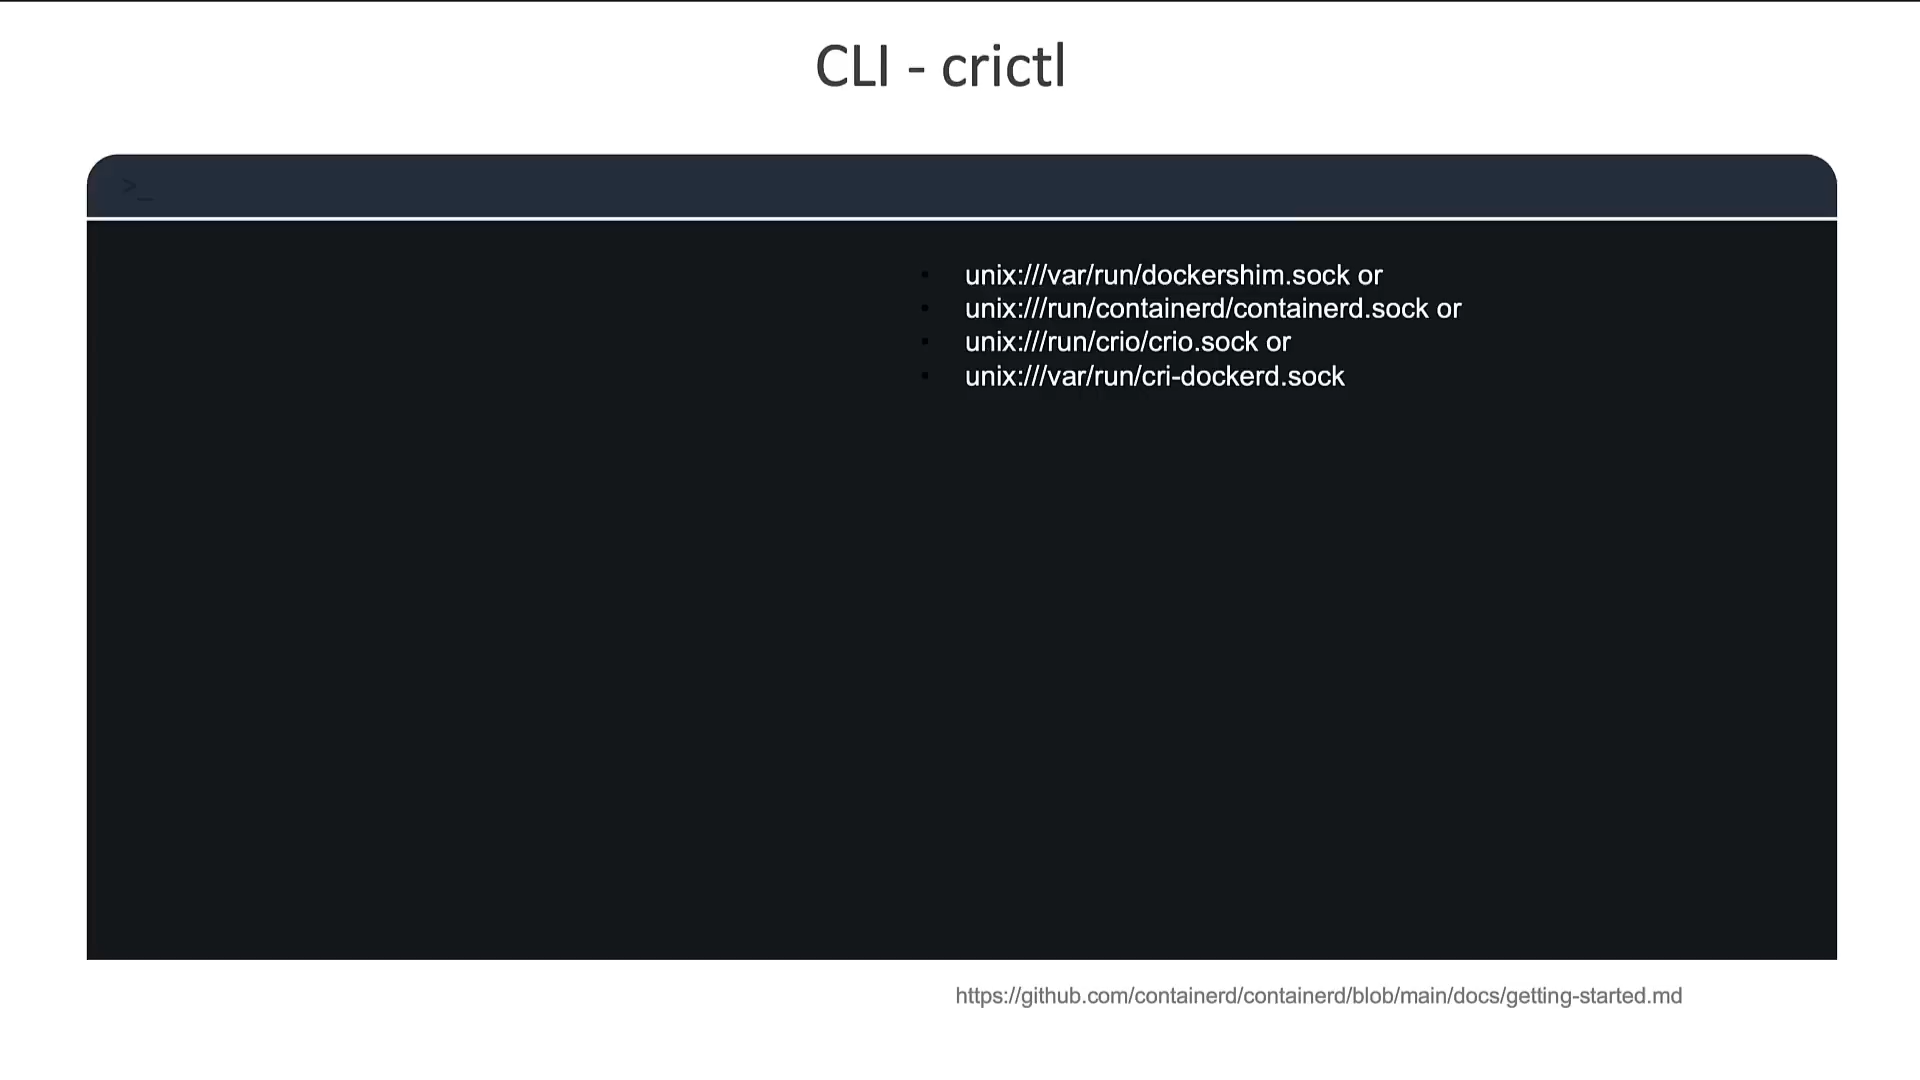 CLI - crictl
>_
• unix:///var/run/dockershim.sock or
• unix:///run/containerd/containerd.sock or
• unix:///run/crio/crio.sock or
• unix:///var/run/cri-dockerd.sock
https://github.com/containerd/containerd/blob/main/docs/getting-started.md